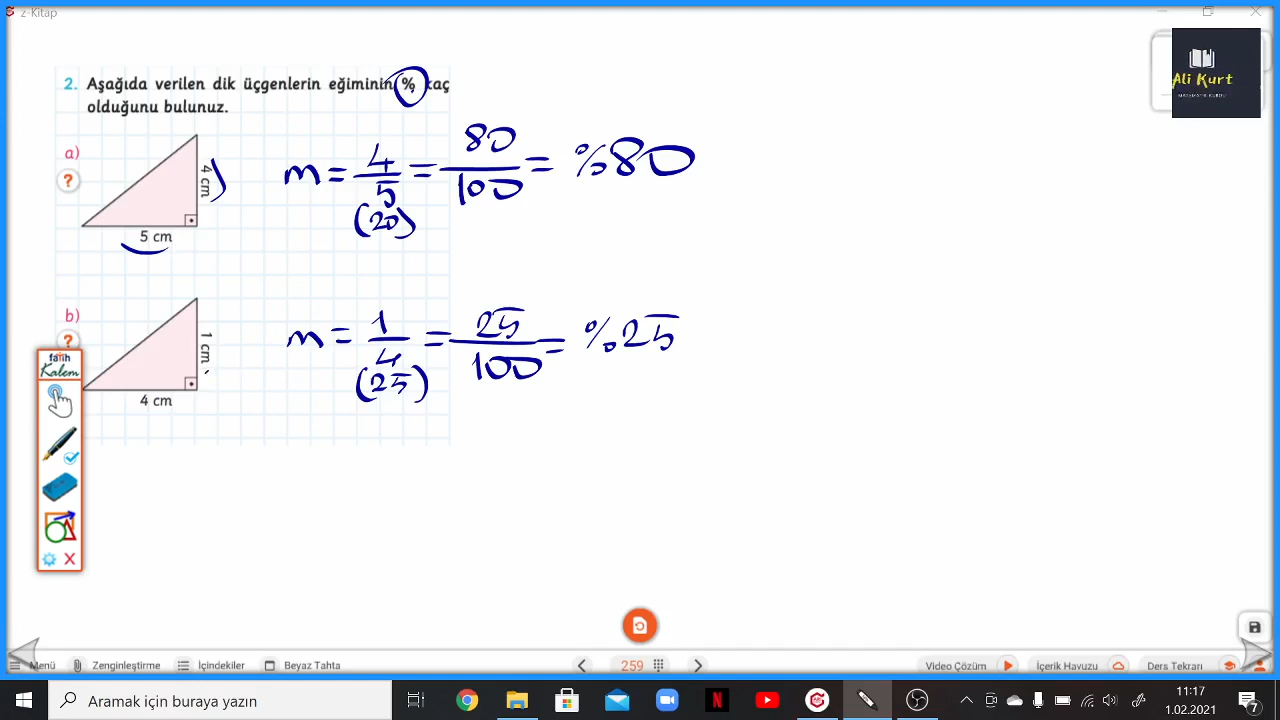 z-Kitap
Ali Kurt
2. Aşağıda verilen dik üçgenlerin eğiminin % kaç
olduğunu bulunuz.
a)
?
4 cm
5 cm
m = 4/5 = 80/100 = %80
(20)
b)
?
1 cm
4 cm
m = 1/4 = 25/100 = %25
(25)
fatih
Kalem
Menü
Zenginleştirme
İçindekiler
Beyaz Tahta
259
Video Çözüm
İçerik Havuzu
Ders Tekrarı
Aramak için buraya yazın
11:17
1.02.2021
7